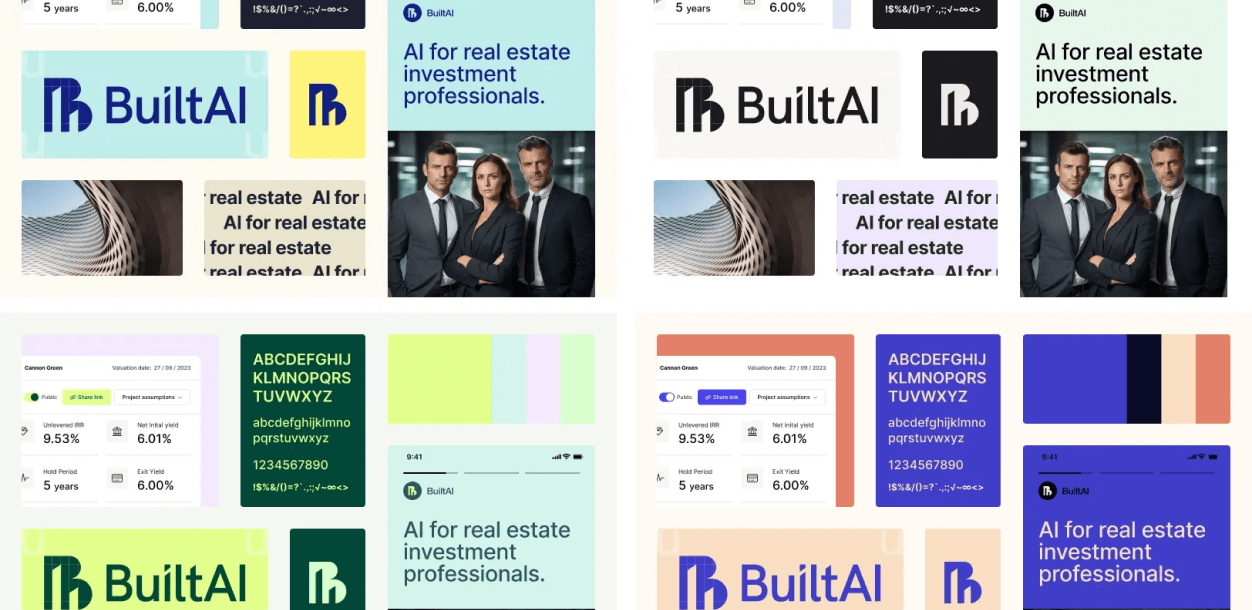 5 years
6.00%
!$%&/()=?`.,:;√~∞<>
BuiltAI
AI for real estate
investment
professionals.
BuiltAI
real estate AI for
AI for real estate
for real estate
real estate AI for
5 years
6.00%
!$%&/()=?`.,:;√~∞<>
BuiltAI
AI for real estate
investment
professionals.
BuiltAI
real estate AI for
AI for real estate
for real estate
real estate AI for
Cannon Green
Valuation date: 27 / 09 / 2023
Public
Share link
Project assumptions
Unlevered IRR
9.53%
Net inital yield
6.01%
Hold Period
5 years
Exit Yield
6.00%
ABCDEFGHIJ
KLMNOPQRS
TUVWXYZ
abcdefghijklmno
pqrstuvwxyz
1234567890
!$%&/()=?`.,:;√~∞<>
9:41
BuiltAI
AI for real estate
investment
professionals.
BuiltAI
Cannon Green
Valuation date: 27 / 09 / 2023
Public
Share link
Project assumptions
Unlevered IRR
9.53%
Net inital yield
6.01%
Hold Period
5 years
Exit Yield
6.00%
ABCDEFGHIJ
KLMNOPQRS
TUVWXYZ
abcdefghijklmno
pqrstuvwxyz
1234567890
!$%&/()=?`.,:;√~∞<>
9:41
BuiltAI
AI for real estate
investment
professionals.
BuiltAI